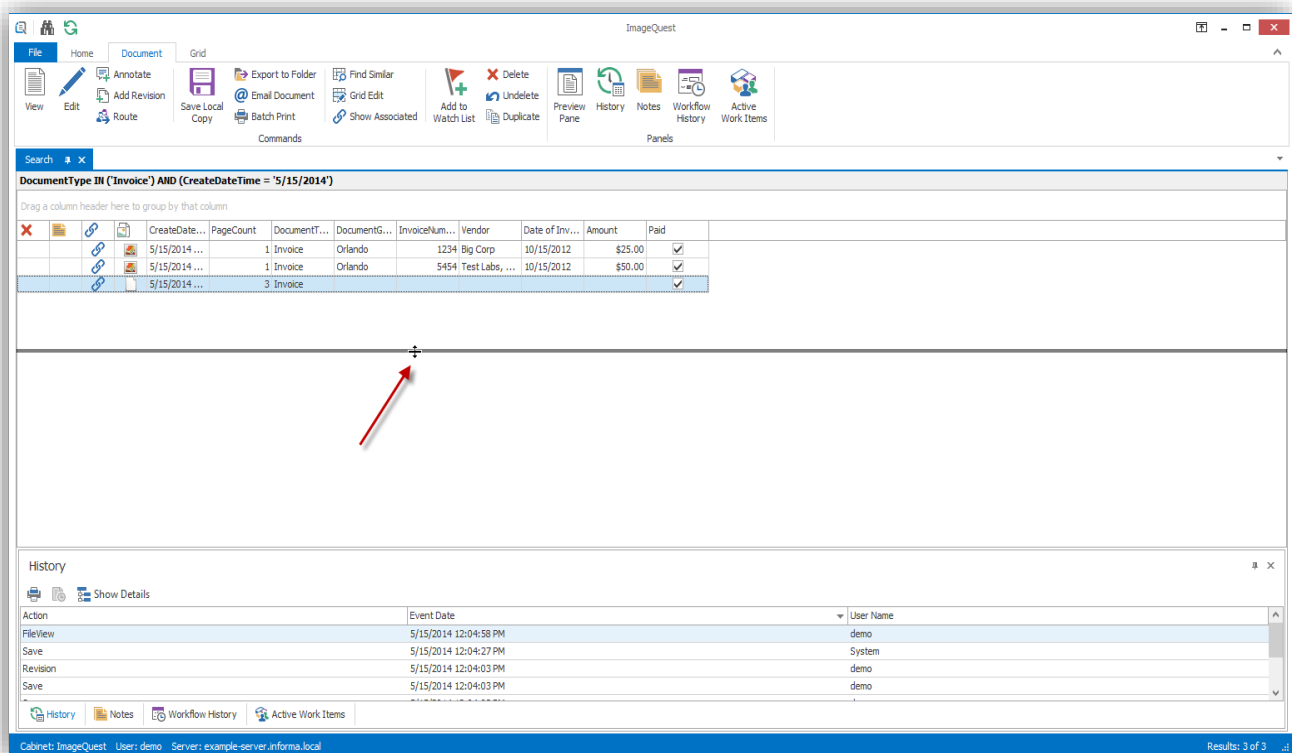 ImageQuest
File Home Document Grid
View
Edit
Annotate
Add Revision
Route
Save Local Copy
Export to Folder
Email Document
Batch Print
Find Similar
Grid Edit
Show Associated
Add to Watch List
Delete
Undelete
Duplicate
Commands
Preview Pane
History
Notes
Workflow History
Active Work Items
Panels
Search
DocumentType IN ('Invoice') AND (CreateDateTime = '5/15/2014')
Drag a column header here to group by that column
CreateDate... PageCount DocumentT... DocumentG... InvoiceNum... Vendor Date of Inv... Amount Paid
5/15/2014 ... 1 Invoice Orlando 1234 Big Corp 10/15/2012 $25.00
5/15/2014 ... 1 Invoice Orlando 5454 Test Labs, ... 10/15/2012 $50.00
5/15/2014 ... 3 Invoice
History
Show Details
Action Event Date User Name
FileView 5/15/2014 12:04:58 PM demo
Save 5/15/2014 12:04:27 PM System
Revision 5/15/2014 12:04:03 PM demo
Save 5/15/2014 12:04:03 PM demo
History Notes Workflow History Active Work Items
Cabinet: ImageQuest User: demo Server: example-server.informa.local Results: 3 of 3